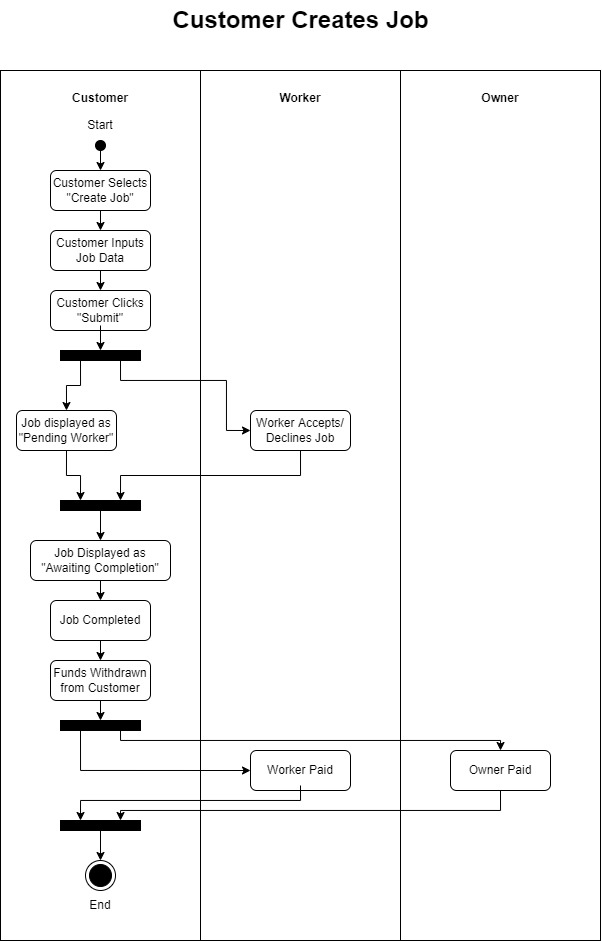 Customer Creates Job
Customer
Worker
Owner
Start
Customer Selects
"Create Job"
Customer Inputs
Job Data
Customer Clicks
"Submit"
Job displayed as
"Pending Worker"
Worker Accepts/
Declines Job
Job Displayed as
"Awaiting Completion"
Job Completed
Funds Withdrawn
from Customer
Worker Paid
Owner Paid
End